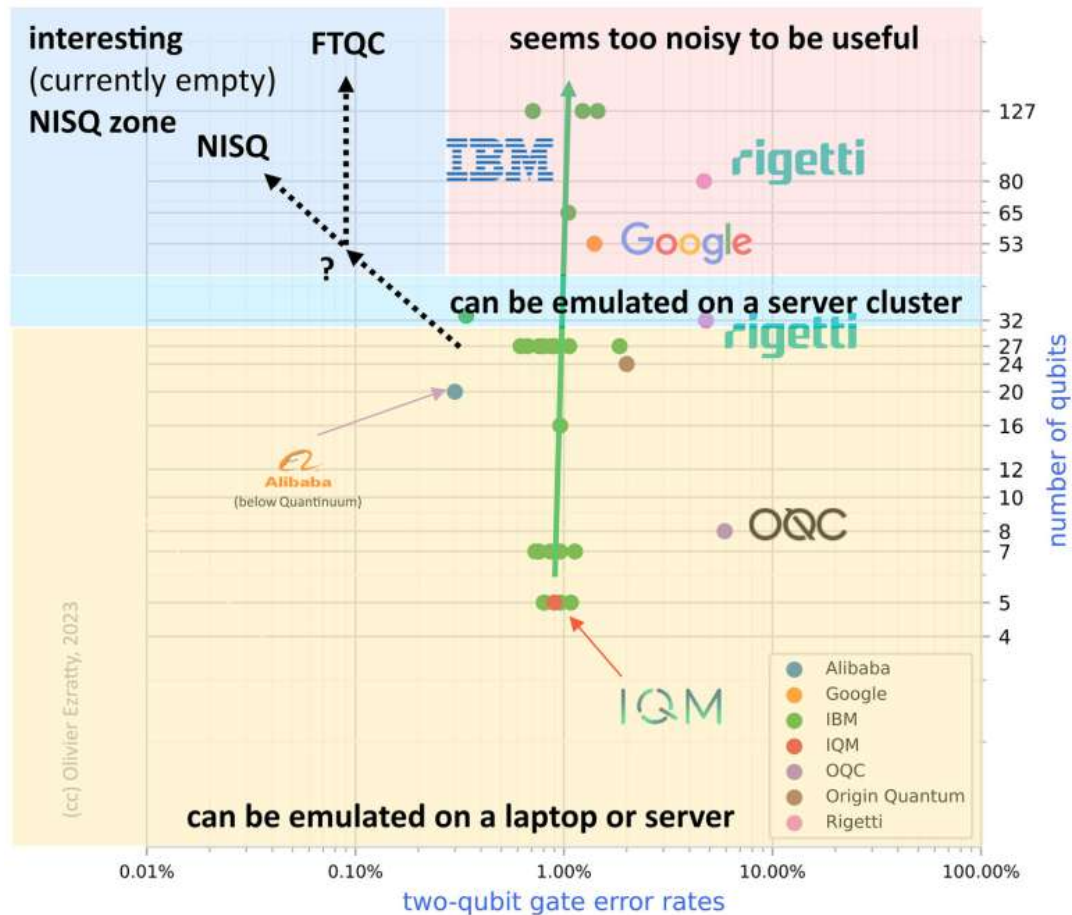 interesting
(currently empty)
NISQ zone
FTQC
seems too noisy to be useful
NISQ
IBM
rigetti
Google
?
can be emulated on a server cluster
rigetti
Alibaba
(below Quantinuum)
OQC
IQM
can be emulated on a laptop or server
(cc) Olivier Ezratty, 2023
127
80
65
53
32
27
24
20
16
12
10
8
7
5
4
number of qubits
Alibaba
Google
IBM
IQM
OQC
Origin Quantum
Rigetti
0.01%
0.10%
1.00%
10.00%
100.00%
two-qubit gate error rates